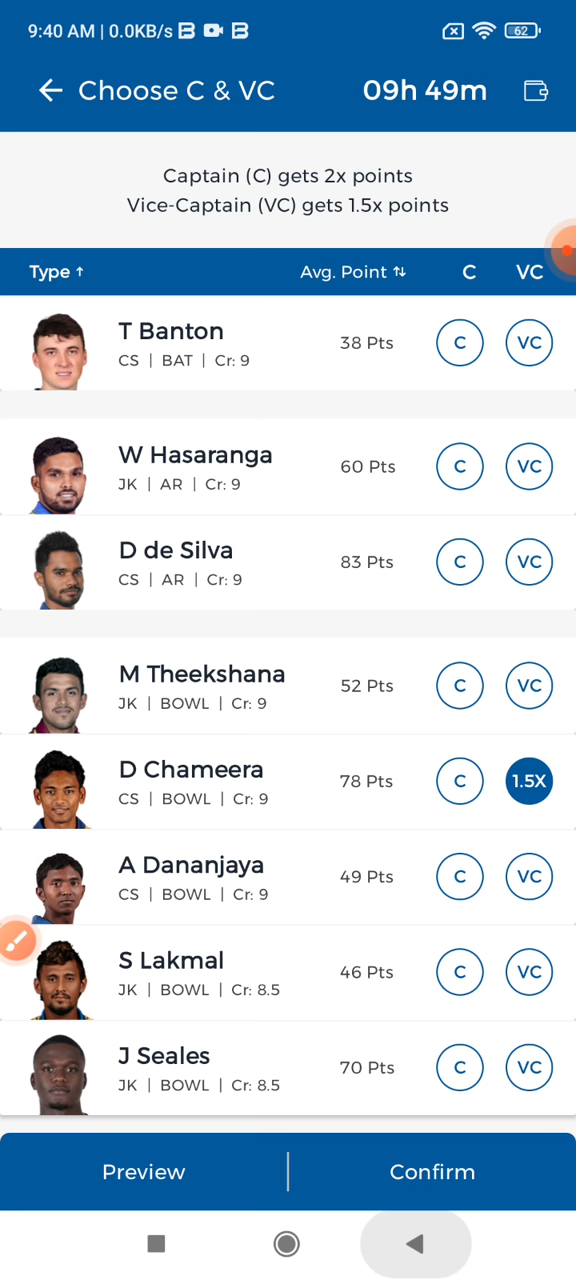 9:40 AM | 0.0KB/s 62
Choose C & VC 09h 49m
Captain (C) gets 2x points
Vice-Captain (VC) gets 1.5x points
Type ↑ Avg. Point ↑↓ C VC
T Banton 38 Pts C VC
CS | BAT | Cr: 9
W Hasaranga 60 Pts C VC
JK | AR | Cr: 9
D de Silva 83 Pts C VC
CS | AR | Cr: 9
M Theekshana 52 Pts C VC
JK | BOWL | Cr: 9
D Chameera 78 Pts C 1.5X
CS | BOWL | Cr: 9
A Dananjaya 49 Pts C VC
CS | BOWL | Cr: 9
S Lakmal 46 Pts C VC
JK | BOWL | Cr: 8.5
J Seales 70 Pts C VC
JK | BOWL | Cr: 8.5
Preview | Confirm